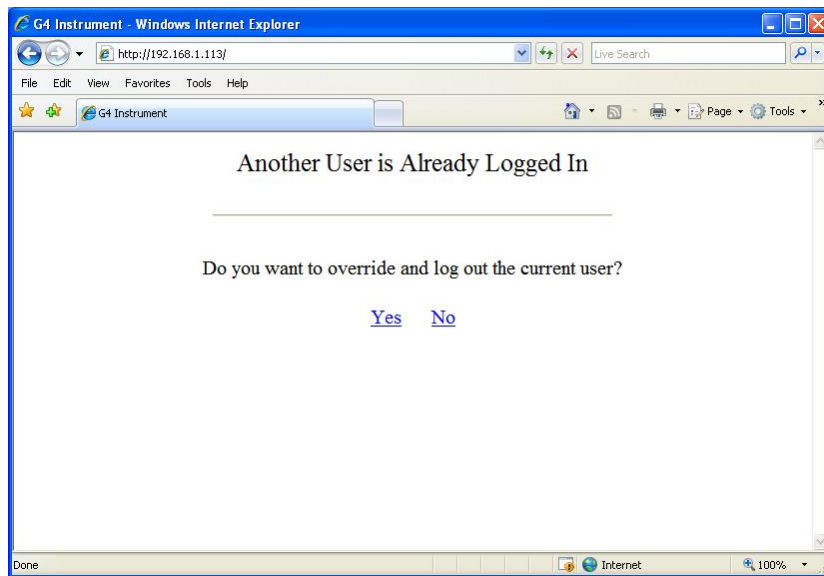 G4 Instrument - Windows Internet Explorer
http://192.168.1.113/
Live Search
File Edit View Favorites Tools Help
G4 Instrument
Page Tools »
Another User is Already Logged In
Do you want to override and log out the current user?
Yes No
Done Internet 100%